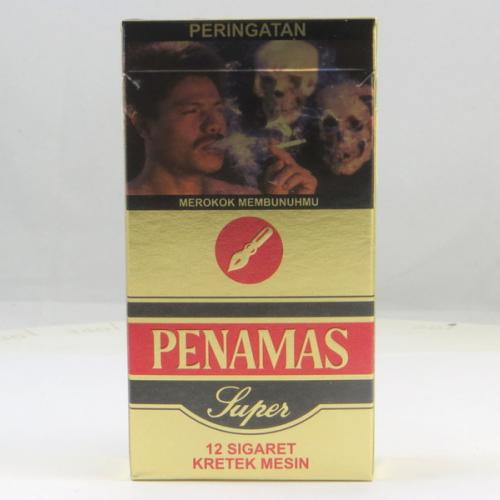 PERINGATAN
MEROKOK MEMBUNUHMU
PENAMAS
Super
12 SIGARET
KRETEK MESIN